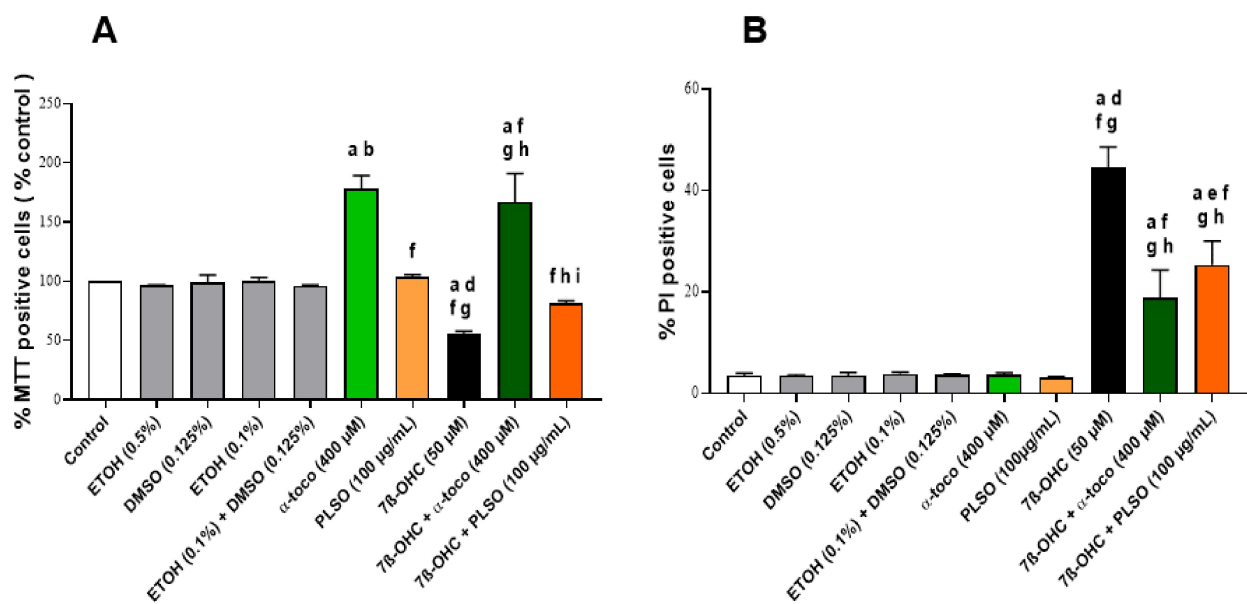 A
% MTT positive cells ( % control )
250
200
150
100
50
0
a b
f
a d
f g
a f
g h
f h i
Control
ETOH (0.5%)
DMSO (0.125%)
ETOH (0.1%)
ETOH (0.1%) + DMSO (0.125%)
α-toco (400 µM)
PLSO (100 µg/mL)
7ß-OHC (50 µM)
7ß-OHC + α-toco (400 µM)
7ß-OHC + PLSO (100 µg/mL)
B
% PI positive cells
60
40
20
0
a d
f g
a f
g h
a e f
g h
Control
ETOH (0.5%)
DMSO (0.125%)
ETOH (0.1%)
ETOH (0.1%) + DMSO (0.125%)
α-toco (400 µM)
PLSO (100µg/mL)
7ß-OHC (50 µM)
7ß-OHC + α-toco (400 µM)
7ß-OHC + PLSO (100 µg/mL)